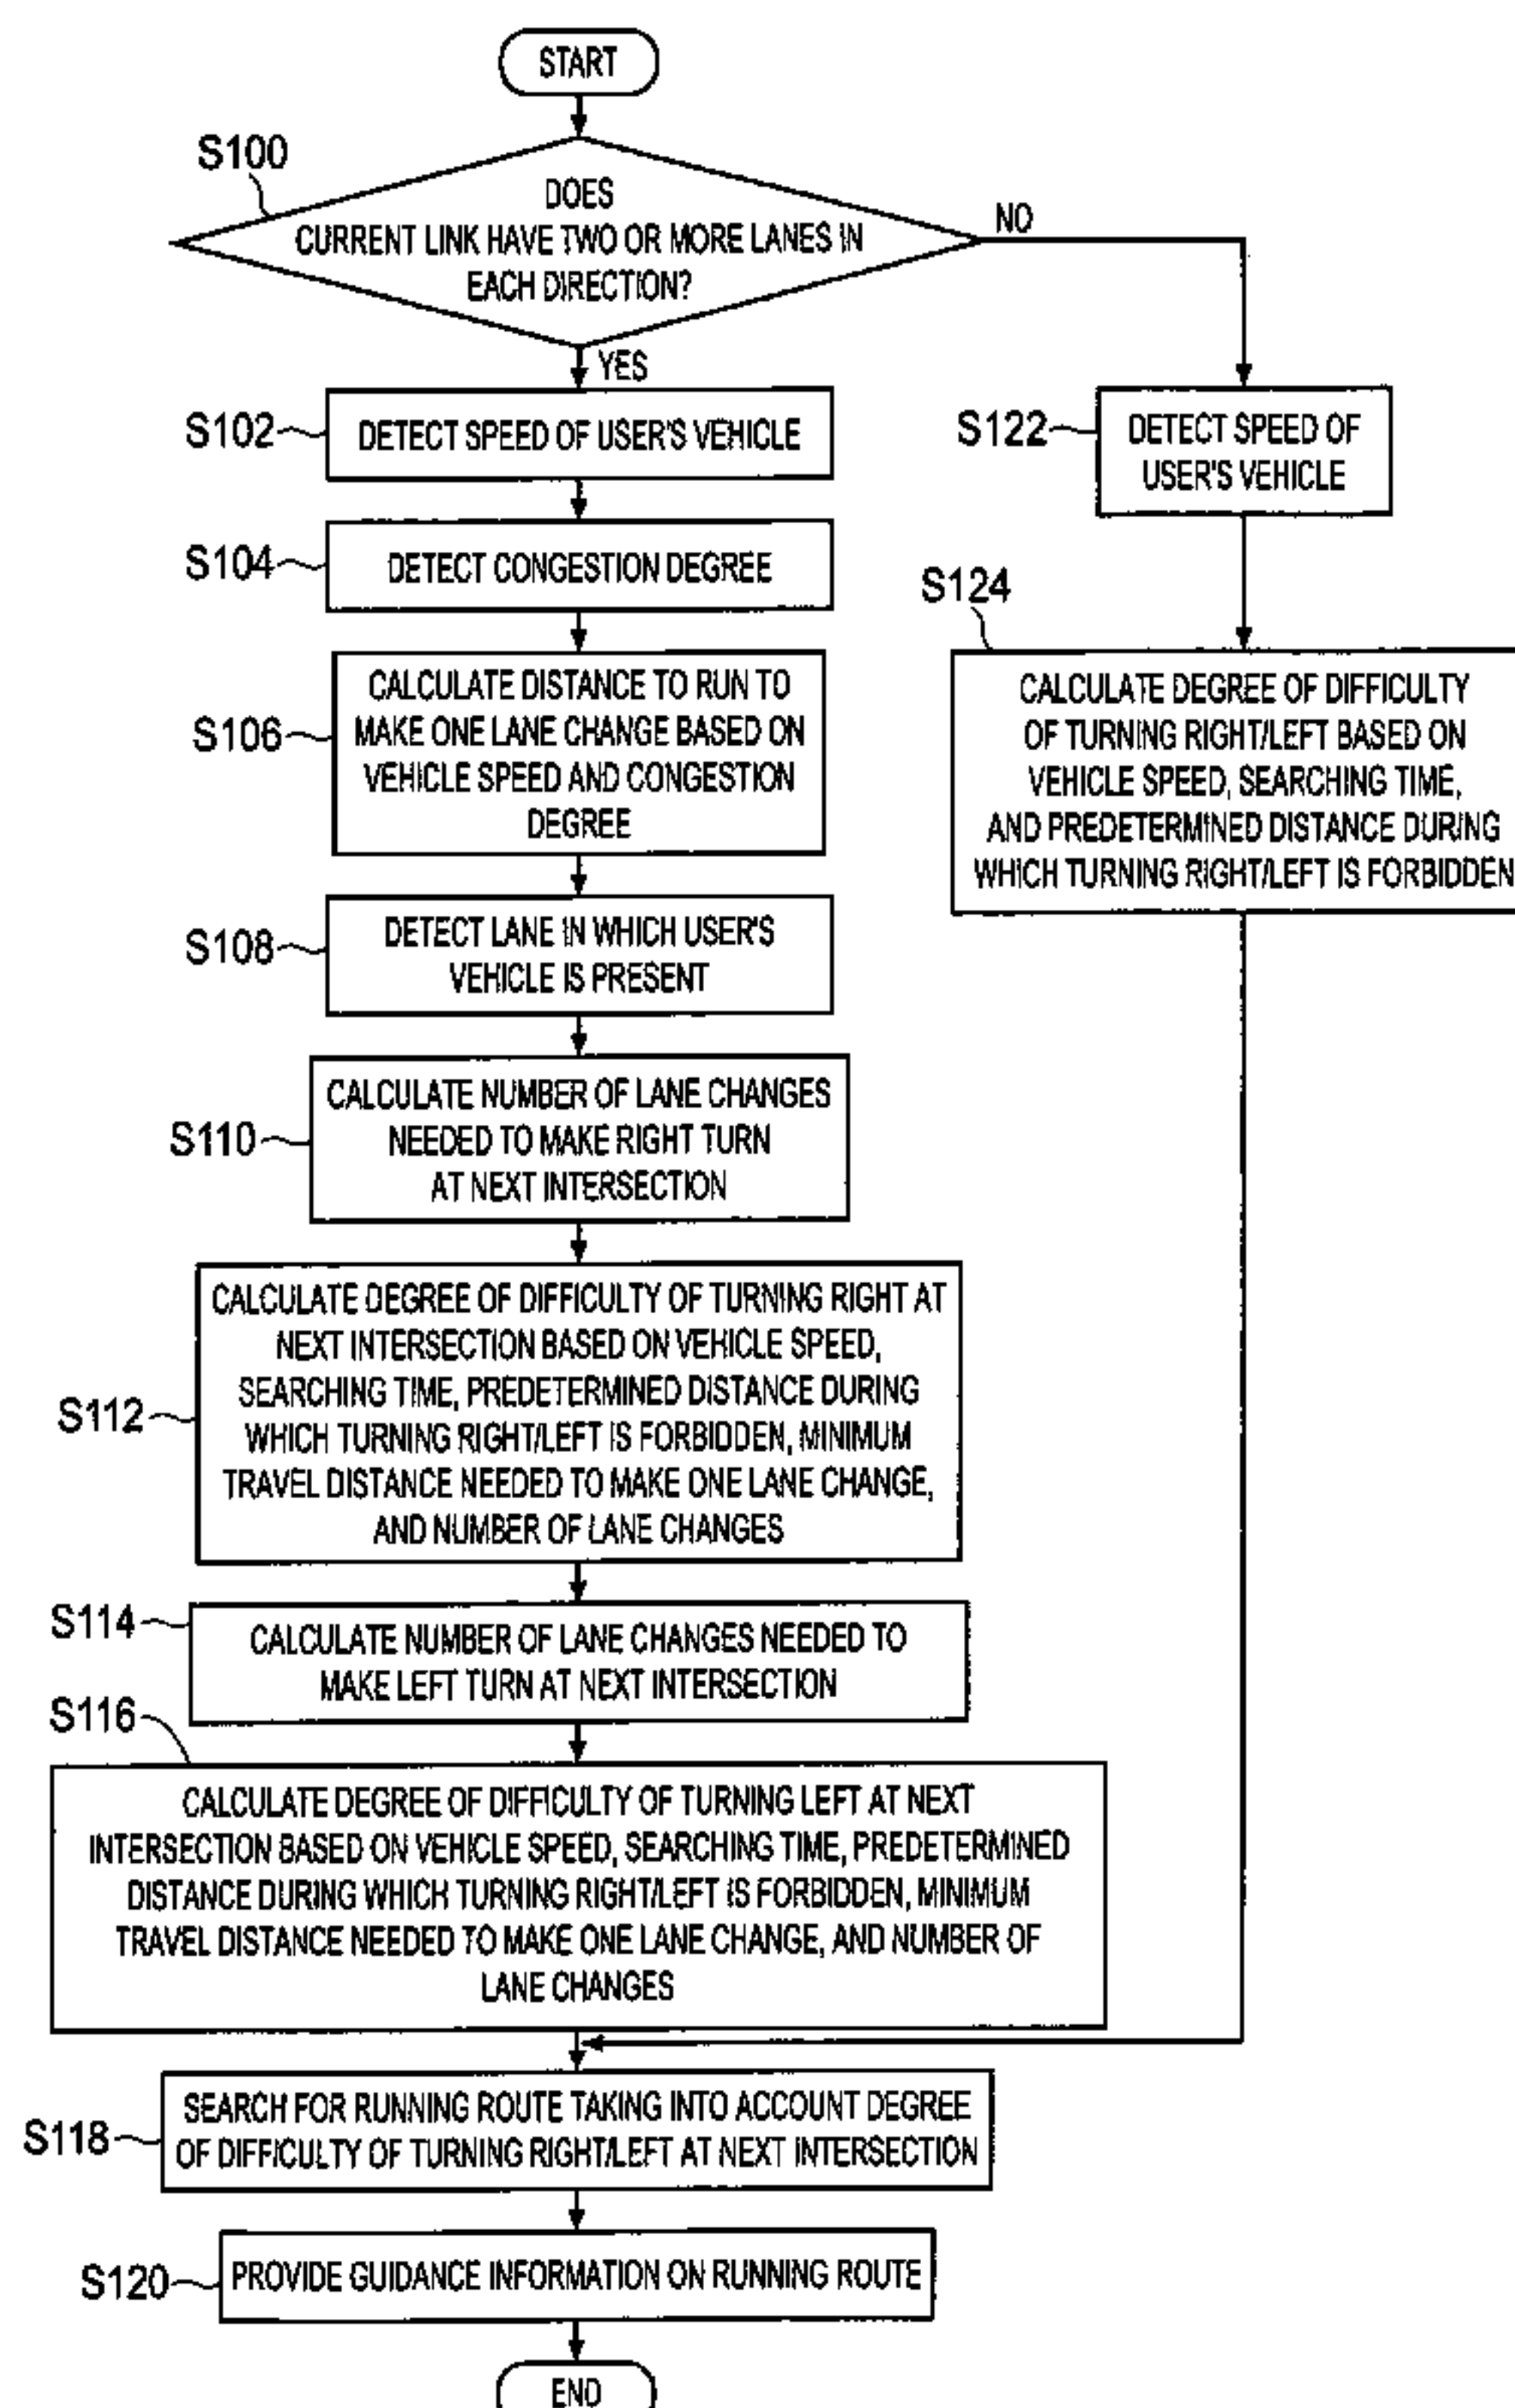 START
S100
DOES
CURRENT LINK HAVE TWO OR MORE LANES IN
EACH DIRECTION?
NO
YES
S102
DETECT SPEED OF USER'S VEHICLE
S122
DETECT SPEED OF
USER'S VEHICLE
S104
DETECT CONGESTION DEGREE
S124
CALCULATE DEGREE OF DIFFICULTY
OF TURNING RIGHT/LEFT BASED ON
VEHICLE SPEED, SEARCHING TIME,
AND PREDETERMINED DISTANCE DURING
WHICH TURNING RIGHT/LEFT IS FORBIDDEN
S106
CALCULATE DISTANCE TO RUN TO
MAKE ONE LANE CHANGE BASED ON
VEHICLE SPEED AND CONGESTION
DEGREE
S108
DETECT LANE IN WHICH USER'S
VEHICLE IS PRESENT
S110
CALCULATE NUMBER OF LANE CHANGES
NEEDED TO MAKE RIGHT TURN
AT NEXT INTERSECTION
S112
CALCULATE DEGREE OF DIFFICULTY OF TURNING RIGHT AT
NEXT INTERSECTION BASED ON VEHICLE SPEED,
SEARCHING TIME, PREDETERMINED DISTANCE DURING
WHICH TURNING RIGHT/LEFT IS FORBIDDEN, MINIMUM
TRAVEL DISTANCE NEEDED TO MAKE ONE LANE CHANGE,
AND NUMBER OF LANE CHANGES
S114
CALCULATE NUMBER OF LANE CHANGES NEEDED TO
MAKE LEFT TURN AT NEXT INTERSECTION
S116
CALCULATE DEGREE OF DIFFICULTY OF TURNING LEFT AT NEXT
INTERSECTION BASED ON VEHICLE SPEED, SEARCHING TIME, PREDETERMINED
DISTANCE DURING WHICH TURNING RIGHT/LEFT IS FORBIDDEN, MINIMUM
TRAVEL DISTANCE NEEDED TO MAKE ONE LANE CHANGE, AND NUMBER OF
LANE CHANGES
S118
SEARCH FOR RUNNING ROUTE TAKING INTO ACCOUNT DEGREE
OF DIFFICULTY OF TURNING RIGHT/LEFT AT NEXT INTERSECTION
S120
PROVIDE GUIDANCE INFORMATION ON RUNNING ROUTE
END